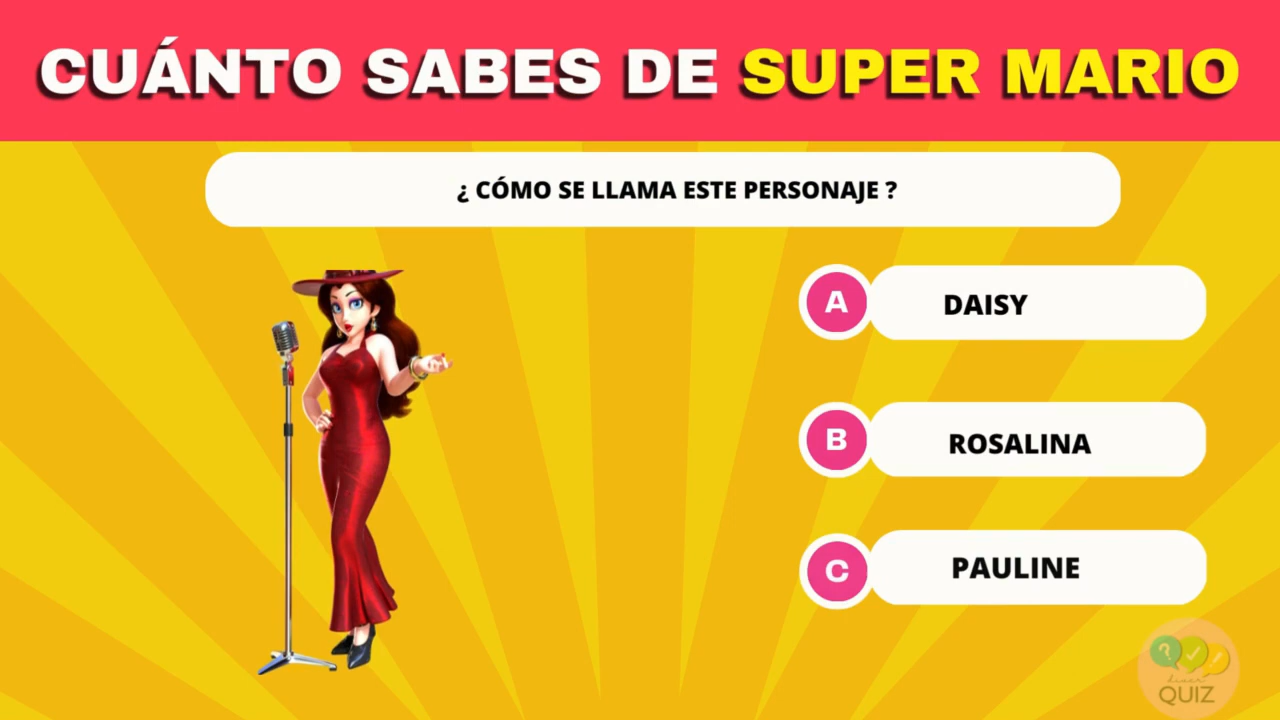 CUÁNTO SABES DE SUPER MARIO
¿ CÓMO SE LLAMA ESTE PERSONAJE ?
A DAISY
B ROSALINA
C PAULINE
QUIZ